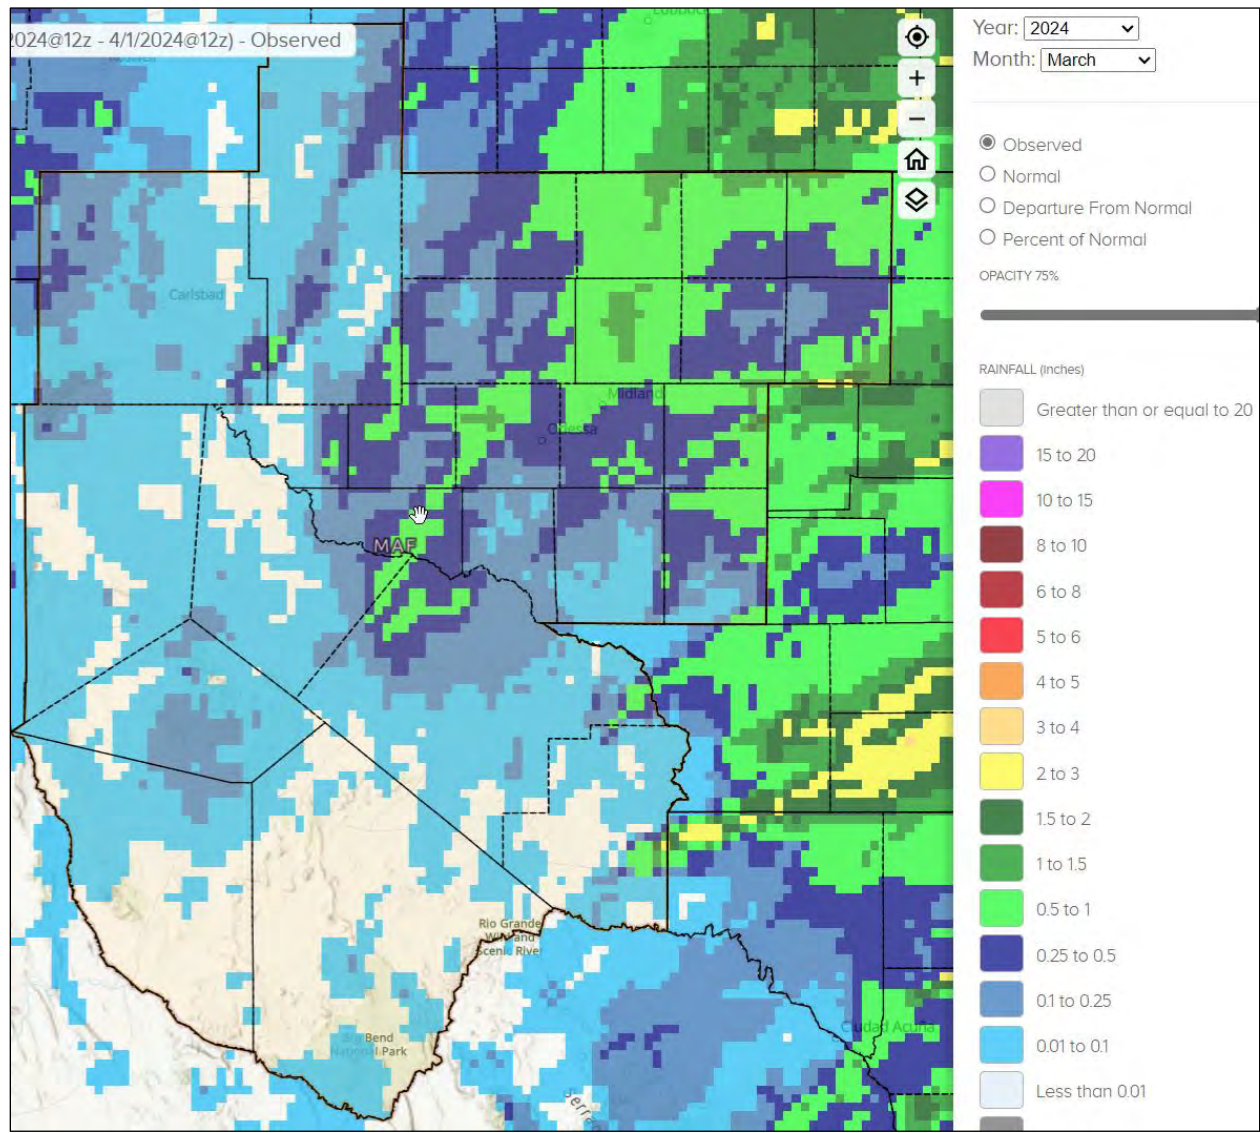 Lubbock
2024@12z - 4/1/2024@12z) - Observed
Roswell
Year: 2024
Month: March
Observed
Normal
Departure From Normal
Percent of Normal
OPACITY 75%
Carlsbad
RAINFALL (Inches)
Greater than or equal to 20
15 to 20
10 to 15
8 to 10
6 to 8
5 to 6
4 to 5
3 to 4
2 to 3
1.5 to 2
1 to 1.5
0.5 to 1
0.25 to 0.5
0.1 to 0.25
0.01 to 0.1
Less than 0.01
Midland
Odessa
MAF
Rio Grande
Wild and
Scenic River
Big Bend
National Park
Ciudad Acuña
Serra